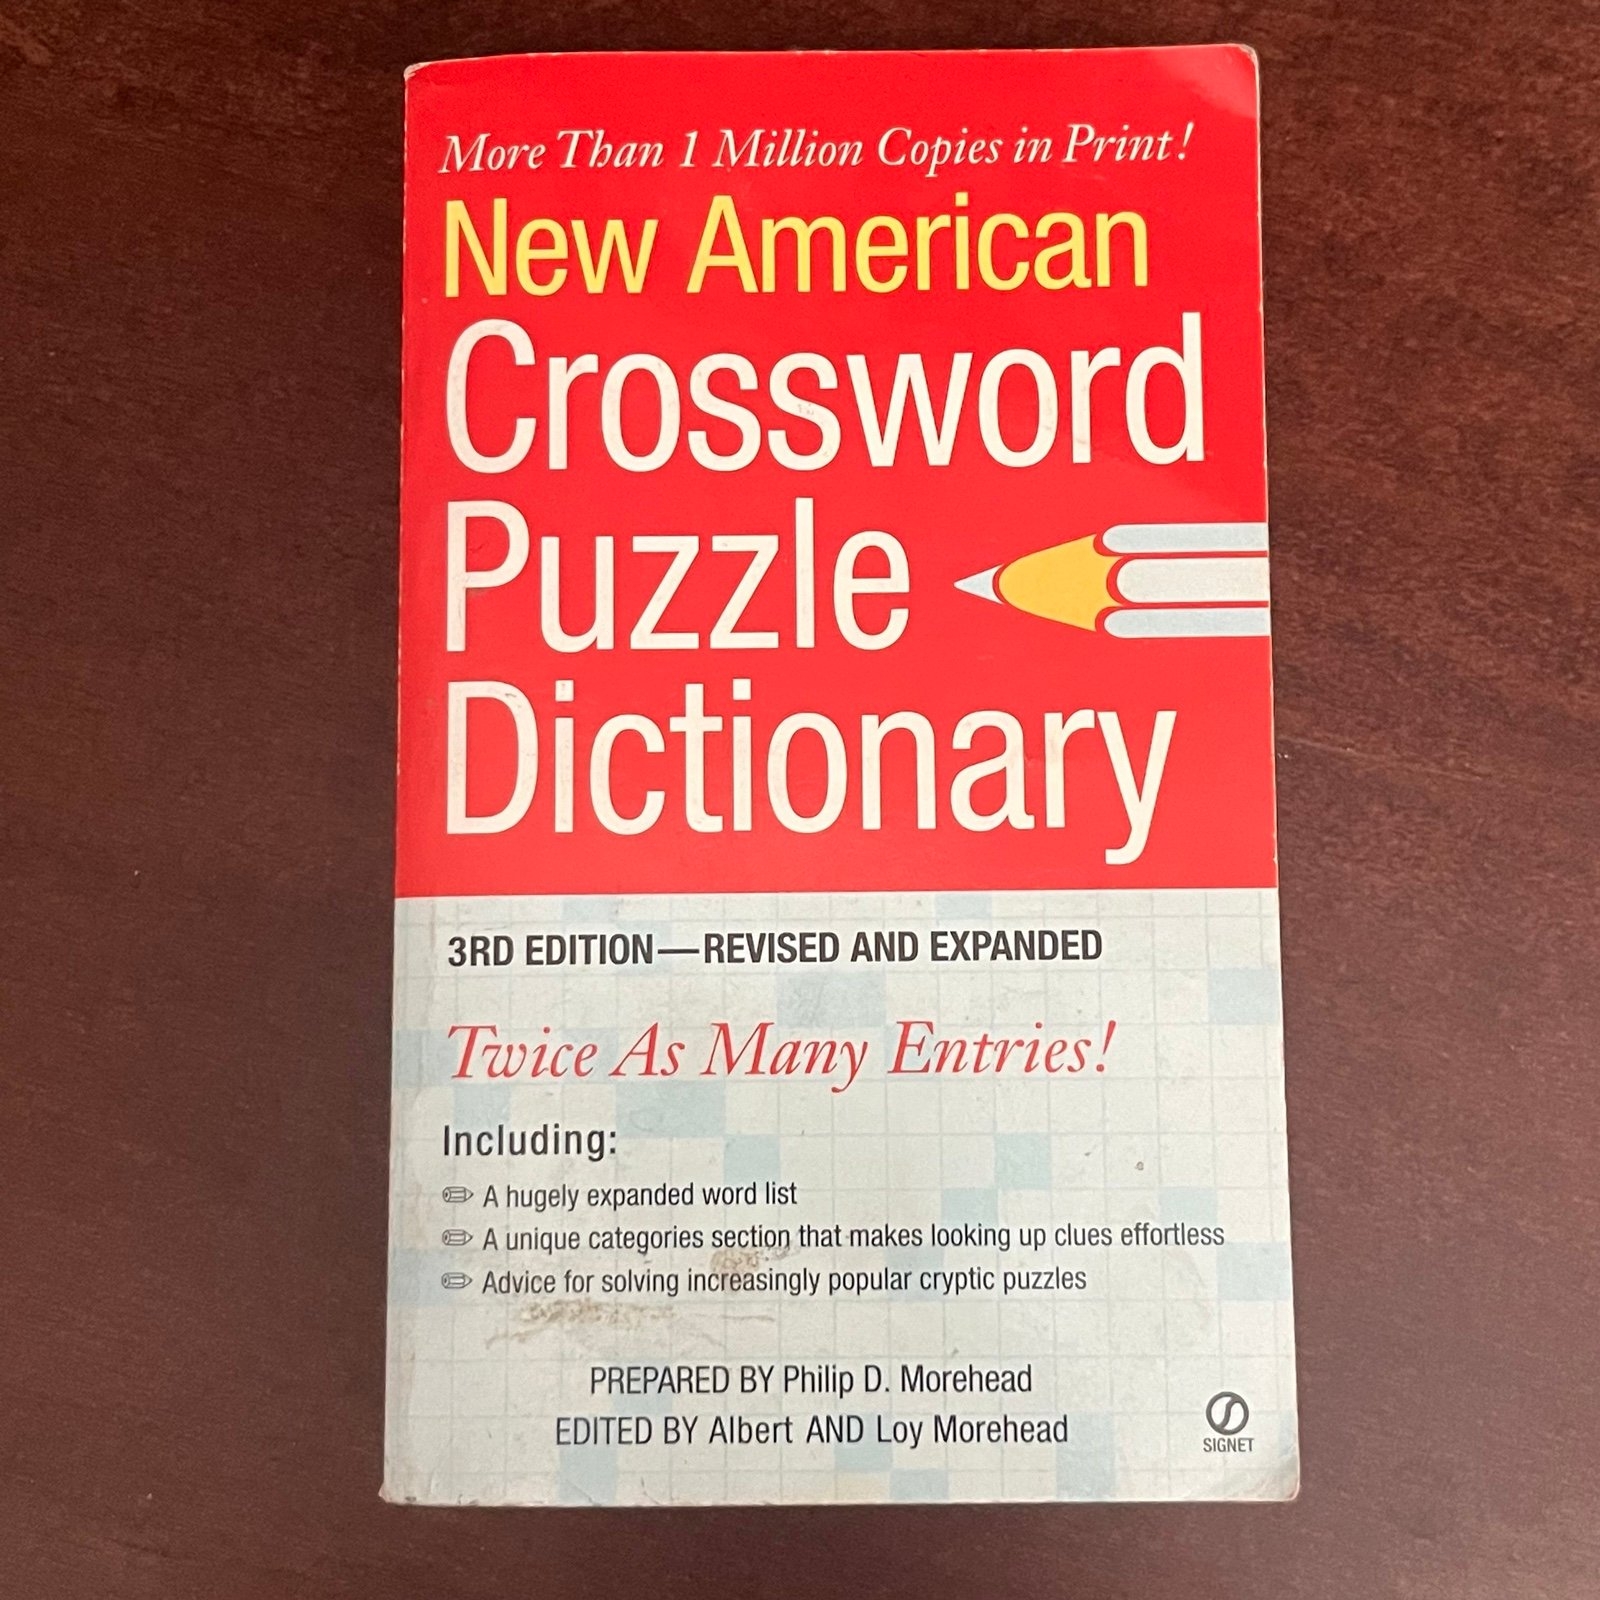 More Than 1 Million Copies in Print!
New American
Crossword
Puzzle
Dictionary
3RD EDITION—REVISED AND EXPANDED
Twice As Many Entries!
Including:
A hugely expanded word list
A unique categories section that makes looking up clues effortless
Advice for solving increasingly popular cryptic puzzles
PREPARED BY Philip D. Morehead
EDITED BY Albert AND Loy Morehead
SIGNET